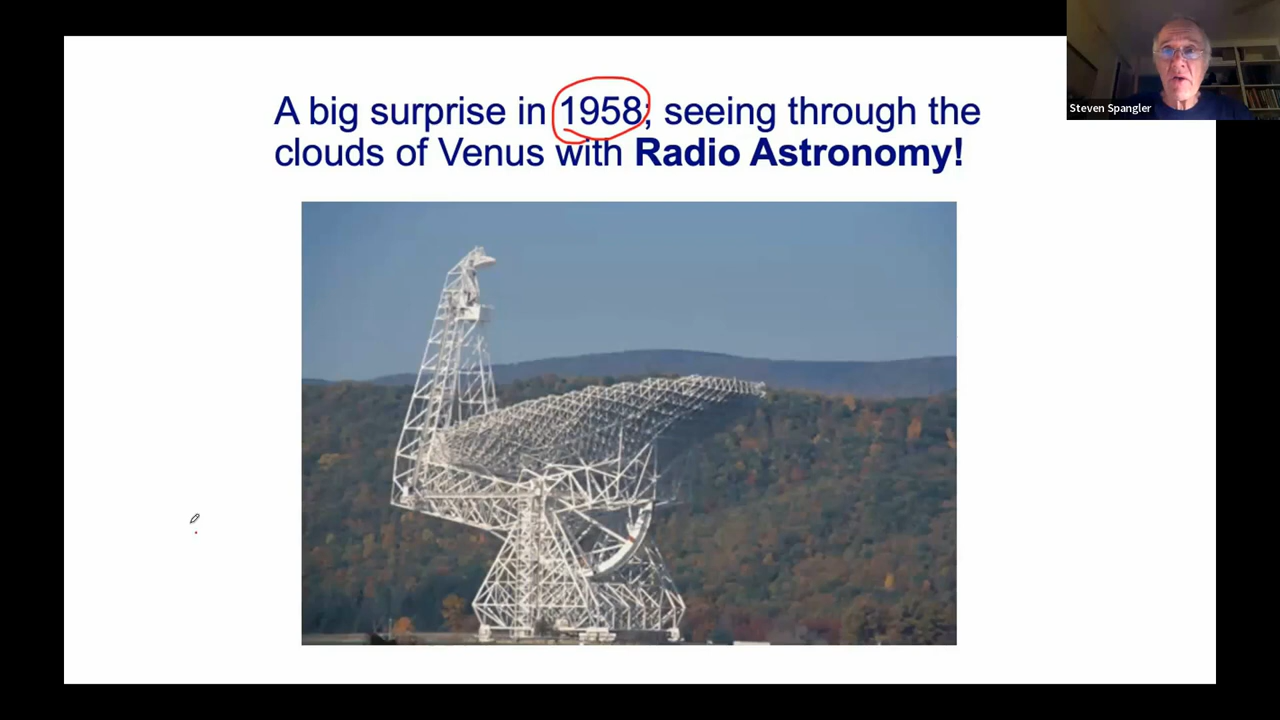 A big surprise in 1958; seeing through the
clouds of Venus with Radio Astronomy!
Steven Spangler